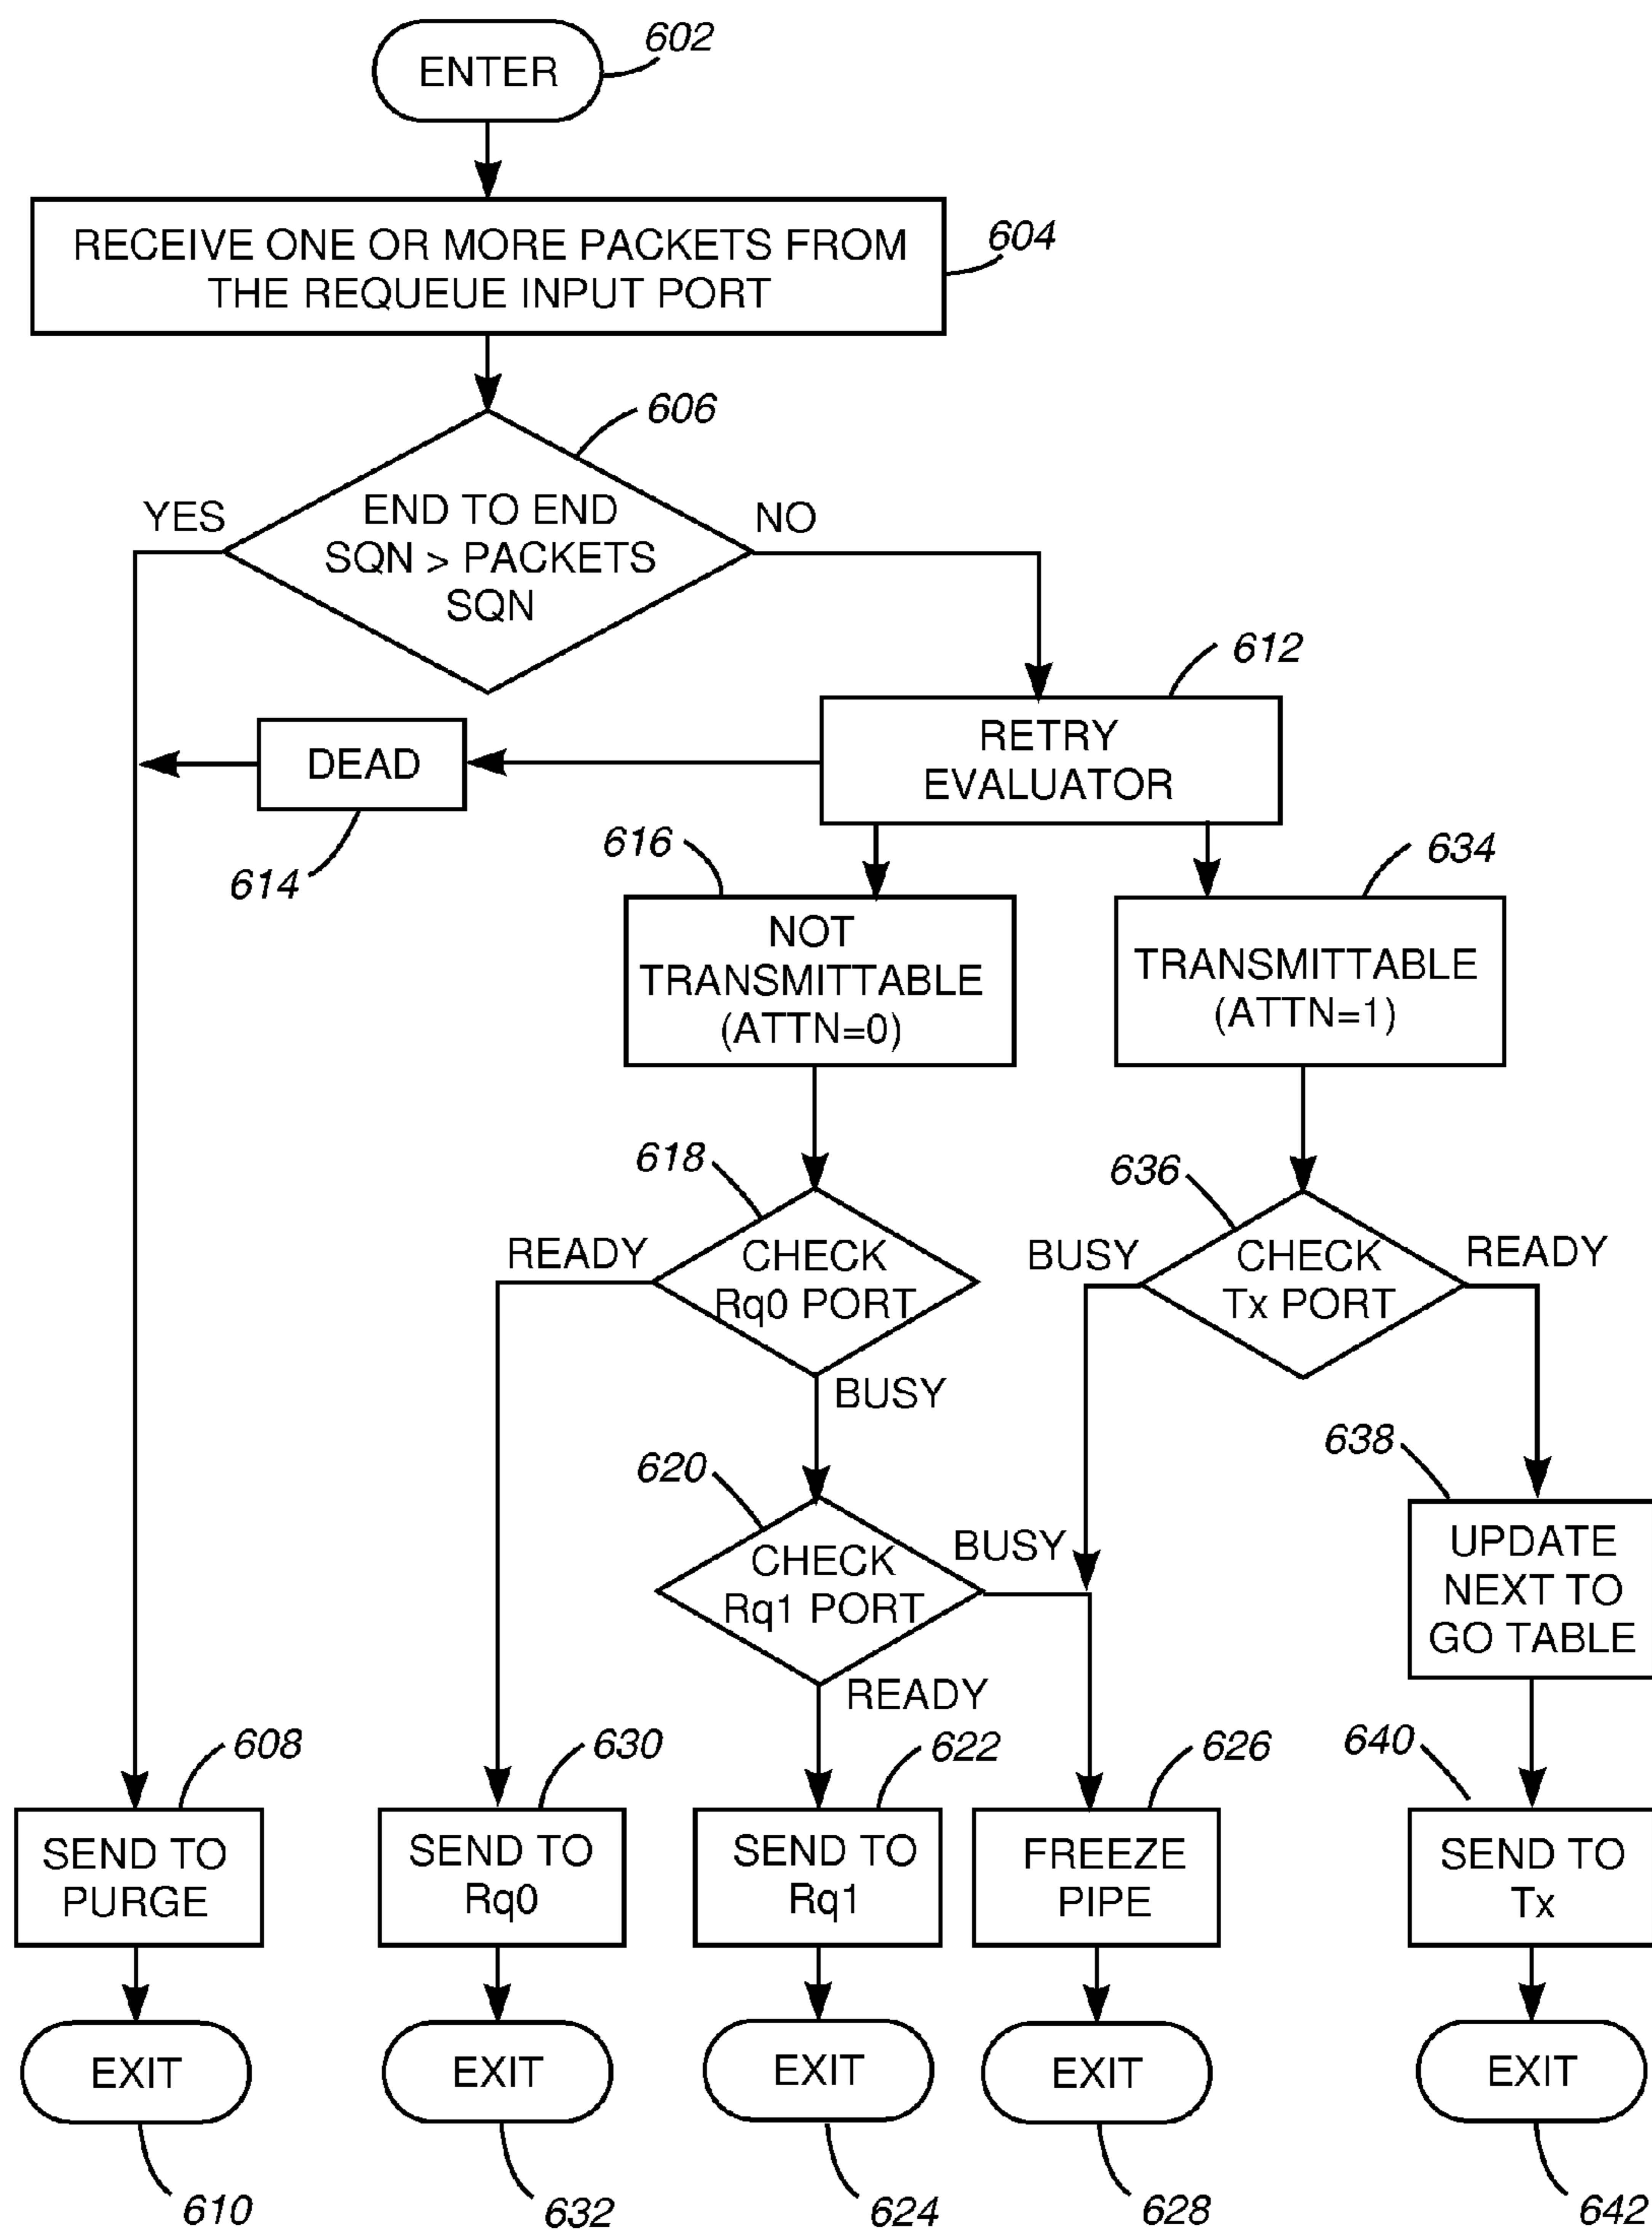 602
ENTER
RECEIVE ONE OR MORE PACKETS FROM
THE REQUEUE INPUT PORT
604
606
YES
END TO END
SQN > PACKETS
SQN
NO
612
RETRY
EVALUATOR
DEAD
614
616
634
NOT
TRANSMITTABLE
(ATTN=0)
TRANSMITTABLE
(ATTN=1)
618
636
READY
CHECK
Rq0 PORT
BUSY
BUSY
CHECK
Tx PORT
READY
638
620
CHECK
Rq1 PORT
BUSY
READY
UPDATE
NEXT TO
GO TABLE
608
630
622
626
640
SEND TO
PURGE
SEND TO
Rq0
SEND TO
Rq1
FREEZE
PIPE
SEND TO
Tx
EXIT
EXIT
EXIT
EXIT
EXIT
610
632
624
628
642